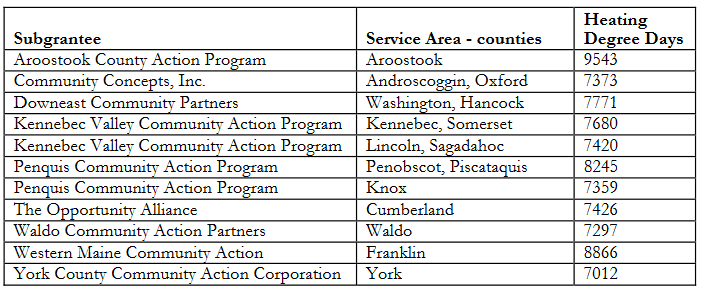 Subgrantee Service Area - counties Heating Degree Days
Aroostook County Action Program Aroostook 9543
Community Concepts, Inc. Androscoggin, Oxford 7373
Downeast Community Partners Washington, Hancock 7771
Kennebec Valley Community Action Program Kennebec, Somerset 7680
Kennebec Valley Community Action Program Lincoln, Sagadahoc 7420
Penquis Community Action Program Penobscot, Piscataquis 8245
Penquis Community Action Program Knox 7359
The Opportunity Alliance Cumberland 7426
Waldo Community Action Partners Waldo 7297
Western Maine Community Action Franklin 8866
York County Community Action Corporation York 7012